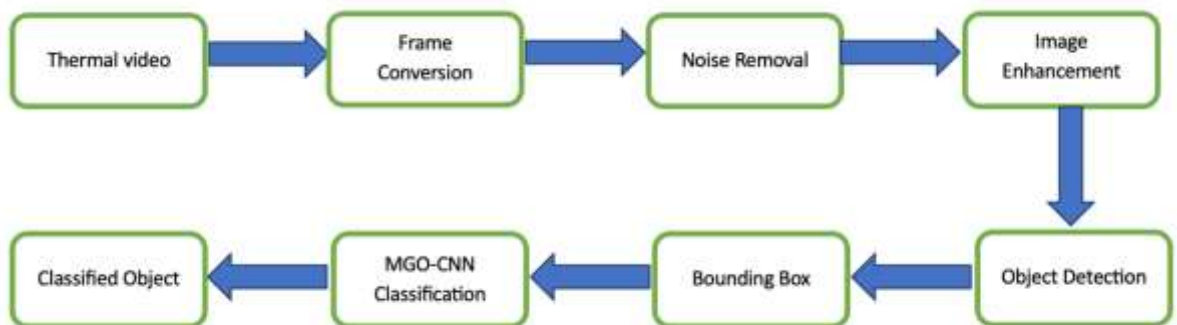 Thermal video
Frame
Conversion
Noise Removal
Image
Enhancement
Object Detection
Bounding Box
MGO-CNN
Classification
Classified Object